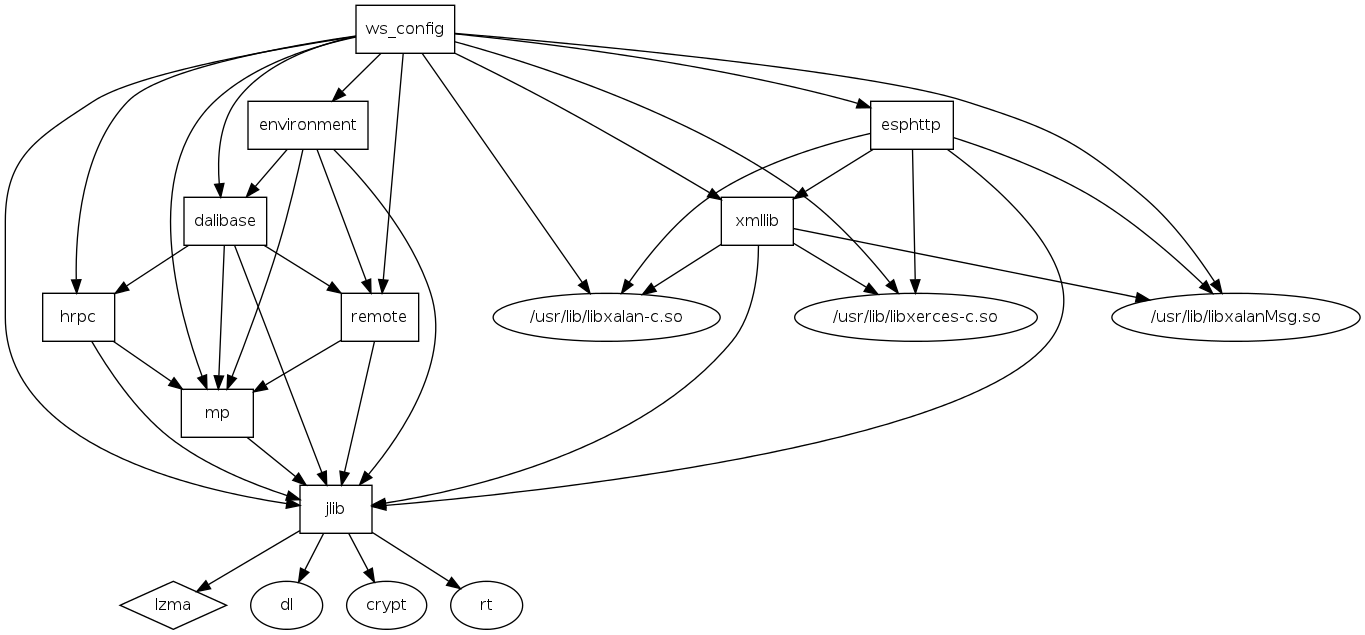 ws_config
environment
esphttp
dalibase
xmllib
hrpc
remote
/usr/lib/libxalan-c.so
/usr/lib/libxerces-c.so
/usr/lib/libxalanMsg.so
mp
jlib
lzma
dl
crypt
rt